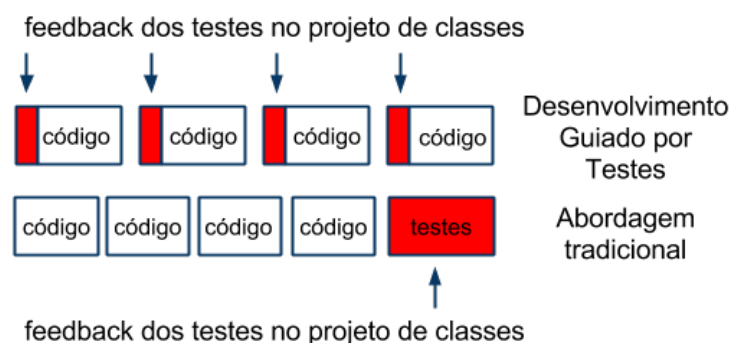 feedback dos testes no projeto de classes
código código código código
Desenvolvimento
Guiado por
Testes
código código código código testes
Abordagem
tradicional
feedback dos testes no projeto de classes